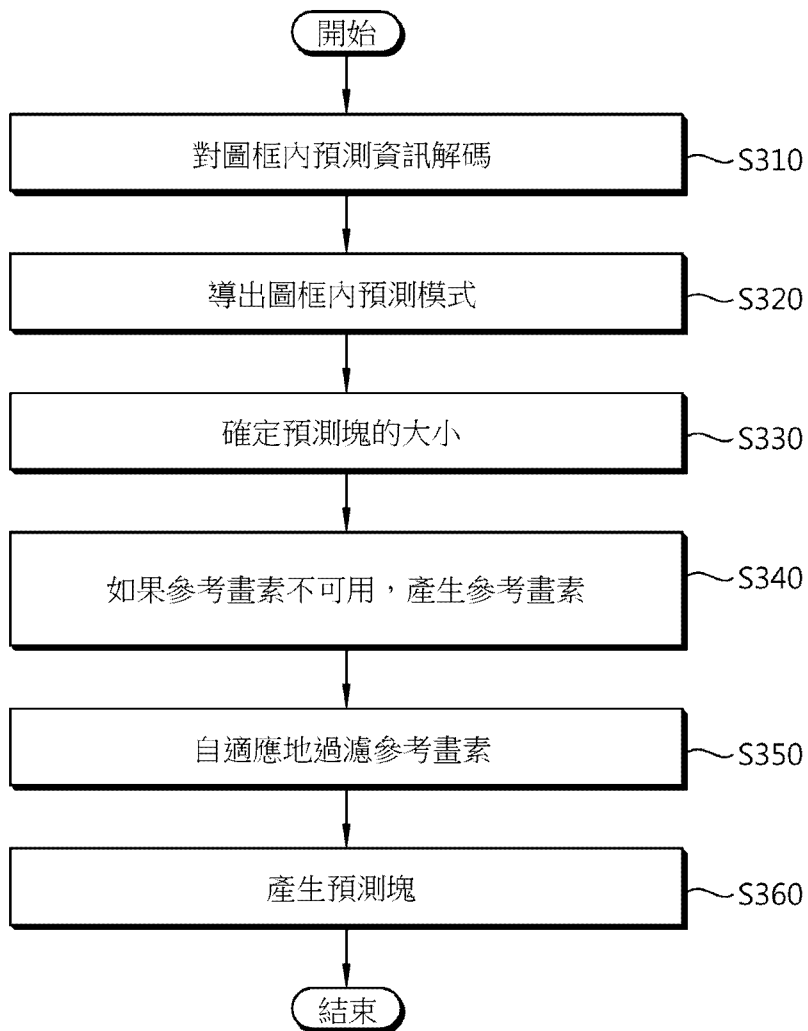 開始
對圖框內預測資訊解碼
S310
導出圖框內預測模式
S320
確定預測塊的大小
S330
如果參考畫素不可用，產生參考畫素
S340
自適應地過濾參考畫素
S350
產生預測塊
S360
結束